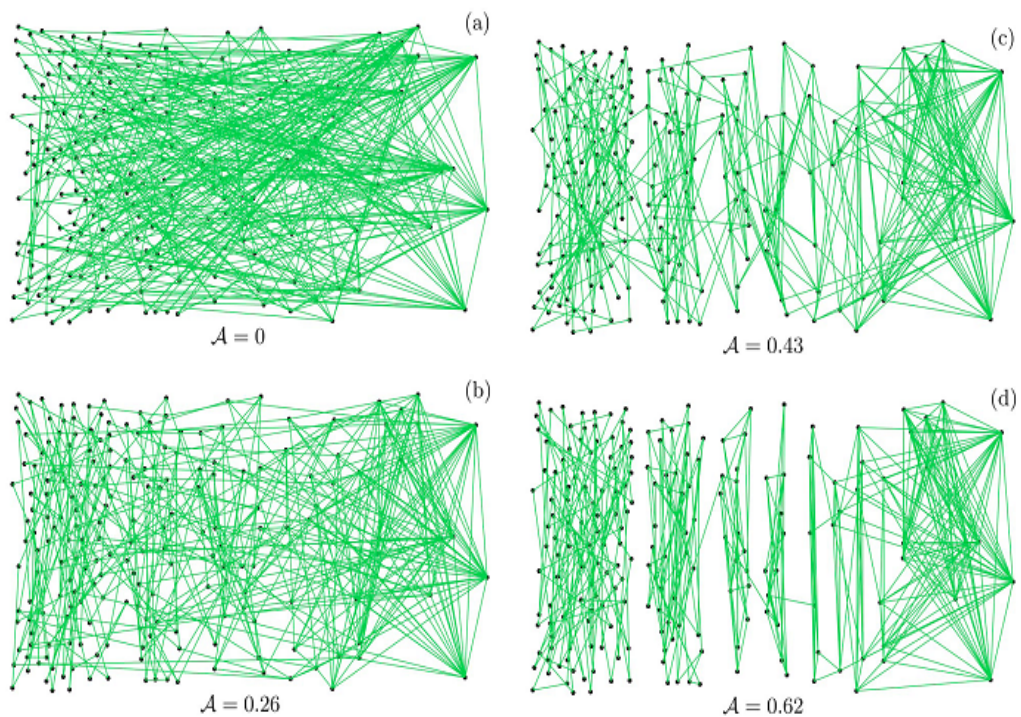 (a)
𝒜 = 0
(b)
𝒜 = 0.26
(c)
𝒜 = 0.43
(d)
𝒜 = 0.62